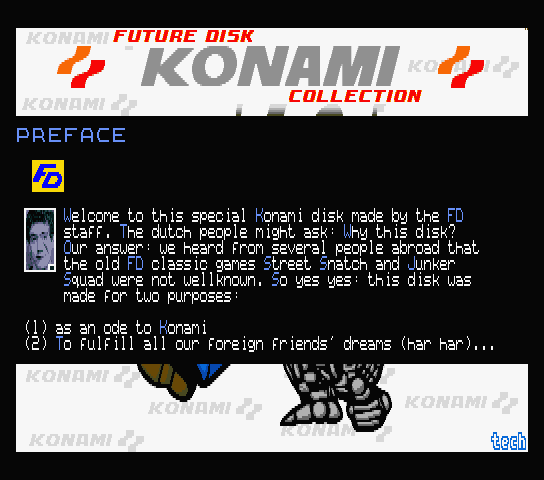 KONAMI
FUTURE DISK
KONAMI
KONAMI
COLLECTION
KONAMI
PREFACE
FD
Welcome to this special Konami disk made by the FD
staff. The dutch people might ask: Why this disk?
Our answer: we heard from several people abroad that
the old FD classic games Street Snatch and Junker
Squad were not wellknown. So yes yes: this disk was
made for two purposes:
(1) as an ode to Konami
(2) To fulfill all our foreign friends' dreams (har har)...
KONAMI
KONAMI
KONAMI
KONAMI
KONAMI
tech